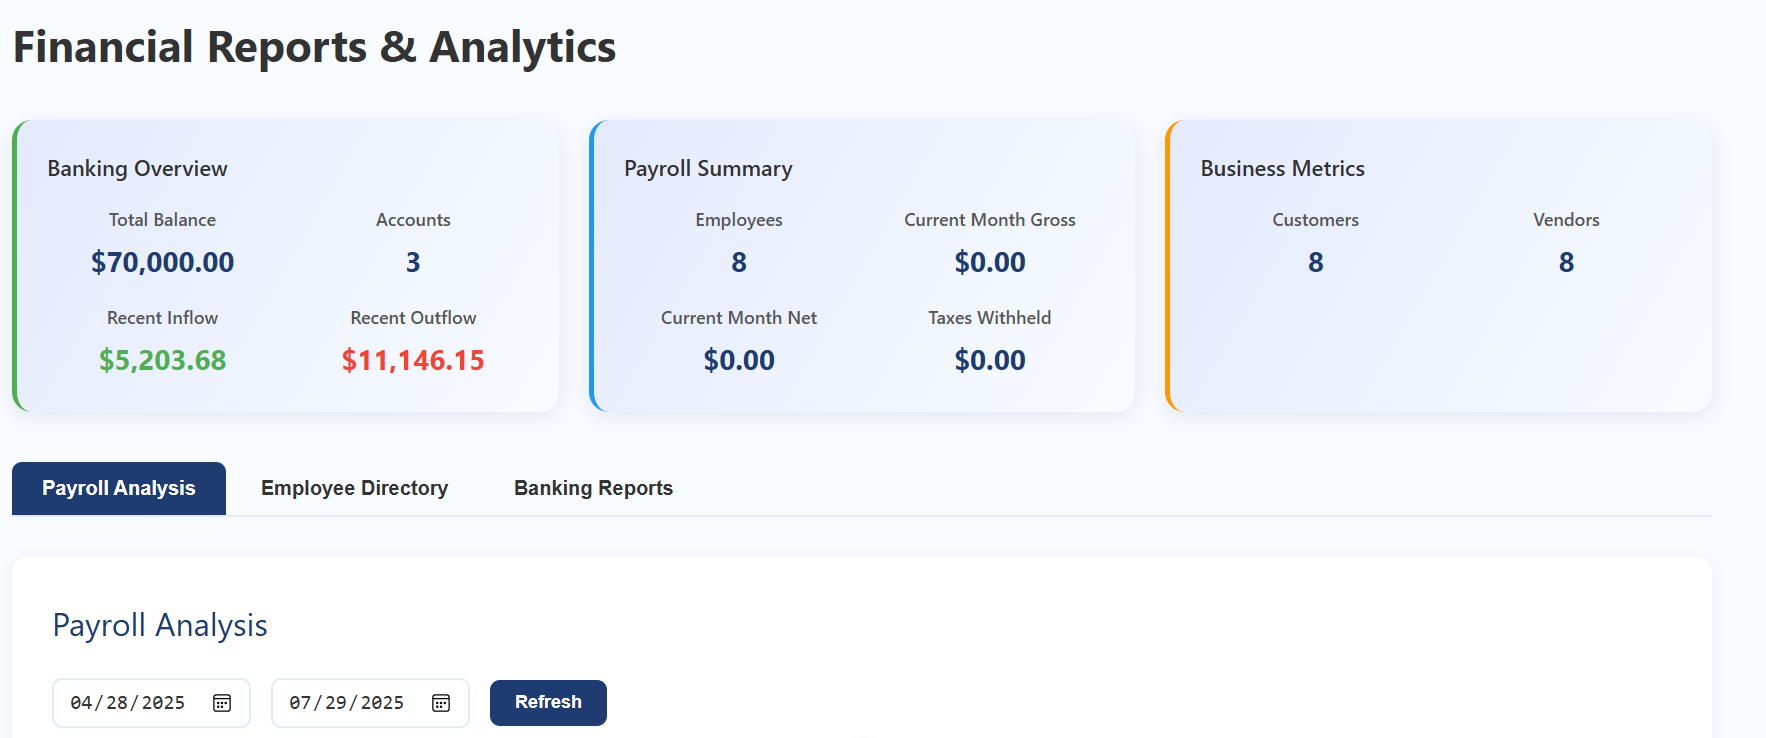 Financial Reports & Analytics
Banking Overview
Total Balance
$70,000.00
Accounts
3
Recent Inflow
$5,203.68
Recent Outflow
$11,146.15
Payroll Summary
Employees
8
Current Month Gross
$0.00
Current Month Net
$0.00
Taxes Withheld
$0.00
Business Metrics
Customers
8
Vendors
8
Payroll Analysis
Employee Directory
Banking Reports
Payroll Analysis
04/28/2025
07/29/2025
Refresh